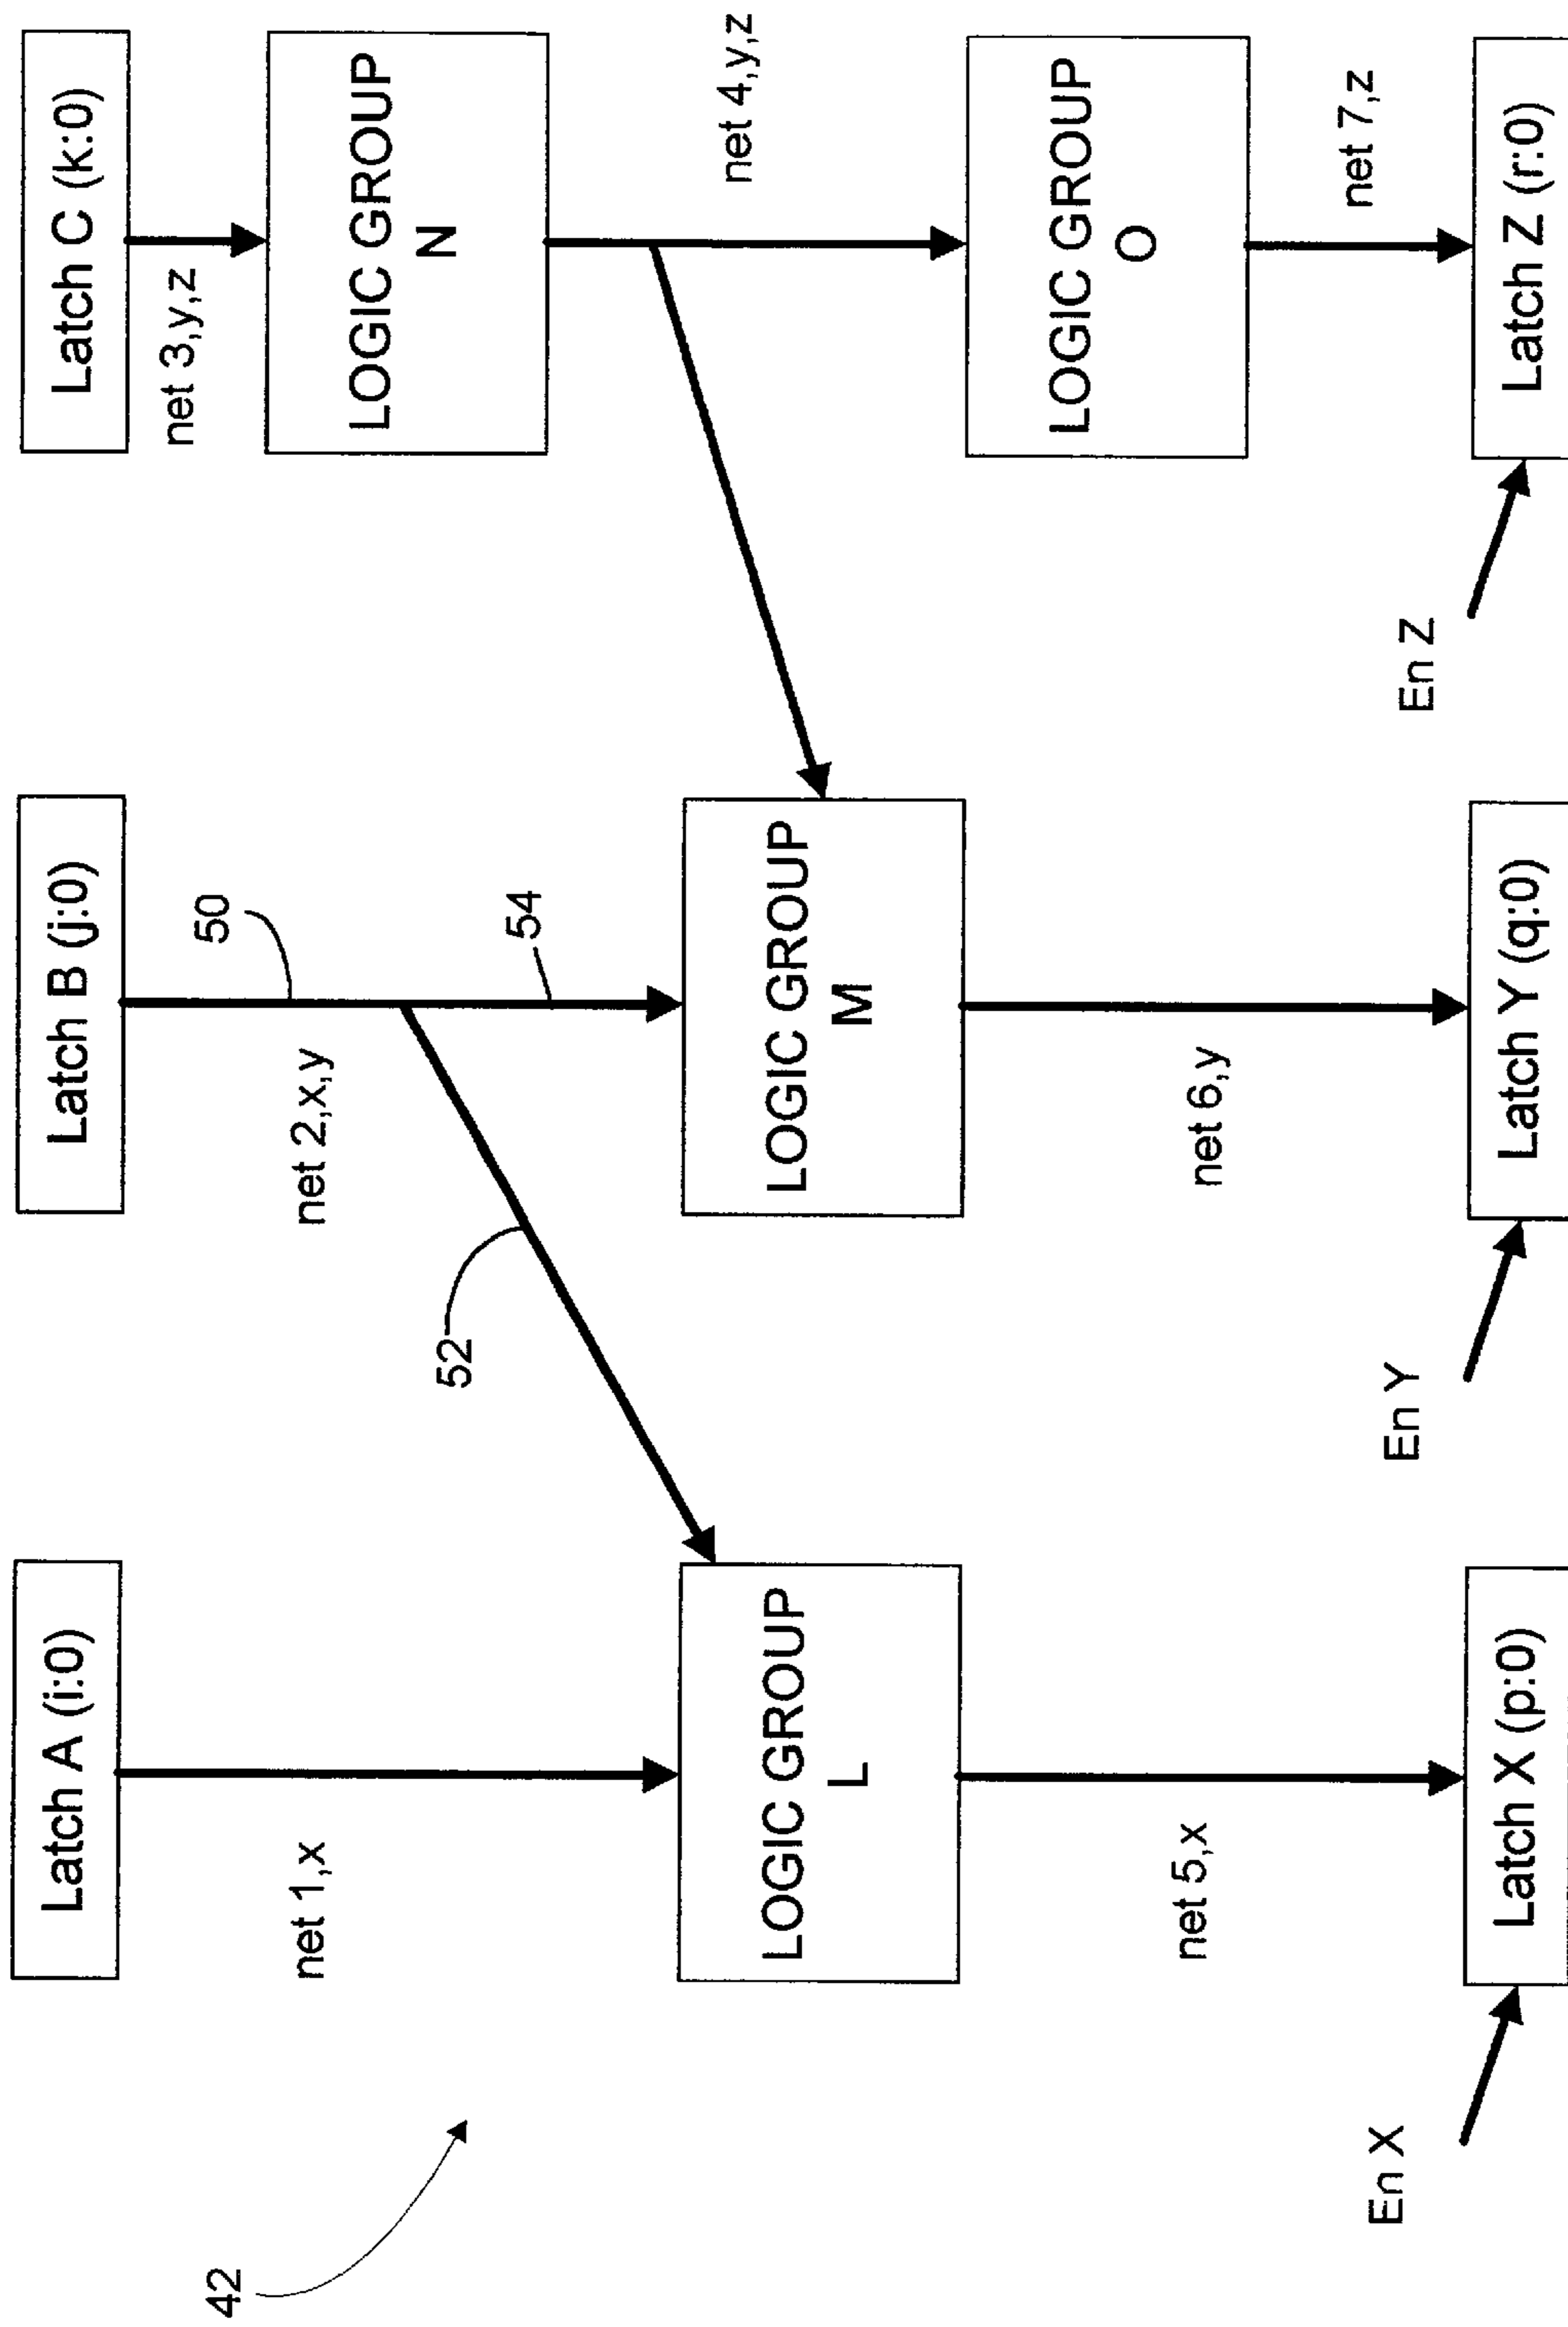 42
Latch A (i:0)
Latch B (j:0)
Latch C (k:0)
net 3,y,z
50
net 1,x
net 2,x,y
LOGIC GROUP
N
52
54
net 4,y,z
LOGIC GROUP
L
LOGIC GROUP
M
LOGIC GROUP
O
net 5,x
net 6,y
net 7,z
En X
En Y
En Z
Latch X (p:0)
Latch Y (q:0)
Latch Z (r:0)